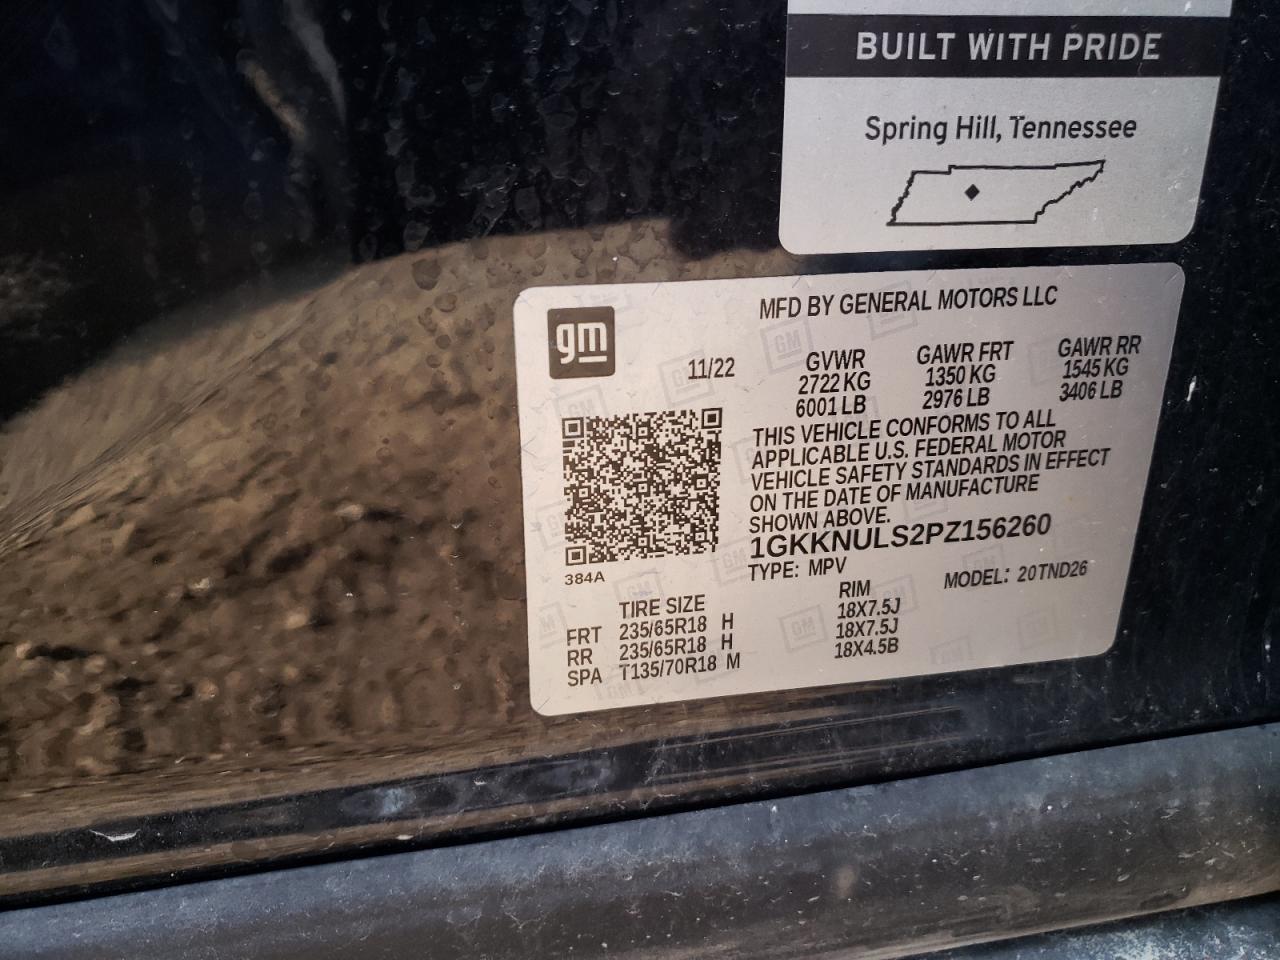 BUILT WITH PRIDE
Spring Hill, Tennessee
gm
MFD BY GENERAL MOTORS LLC
11/22
GVWR GAWR FRT GAWR RR
2722 KG 1350 KG 1545 KG
6001 LB 2976 LB 3406 LB
THIS VEHICLE CONFORMS TO ALL
APPLICABLE U.S. FEDERAL MOTOR
VEHICLE SAFETY STANDARDS IN EFFECT
ON THE DATE OF MANUFACTURE
SHOWN ABOVE.
1GKKNULS2PZ156260
384A
TYPE: MPV MODEL: 20TND26
TIRE SIZE RIM
FRT 235/65R18 H 18X7.5J
RR 235/65R18 H 18X7.5J
SPA T135/70R18 M 18X4.5B